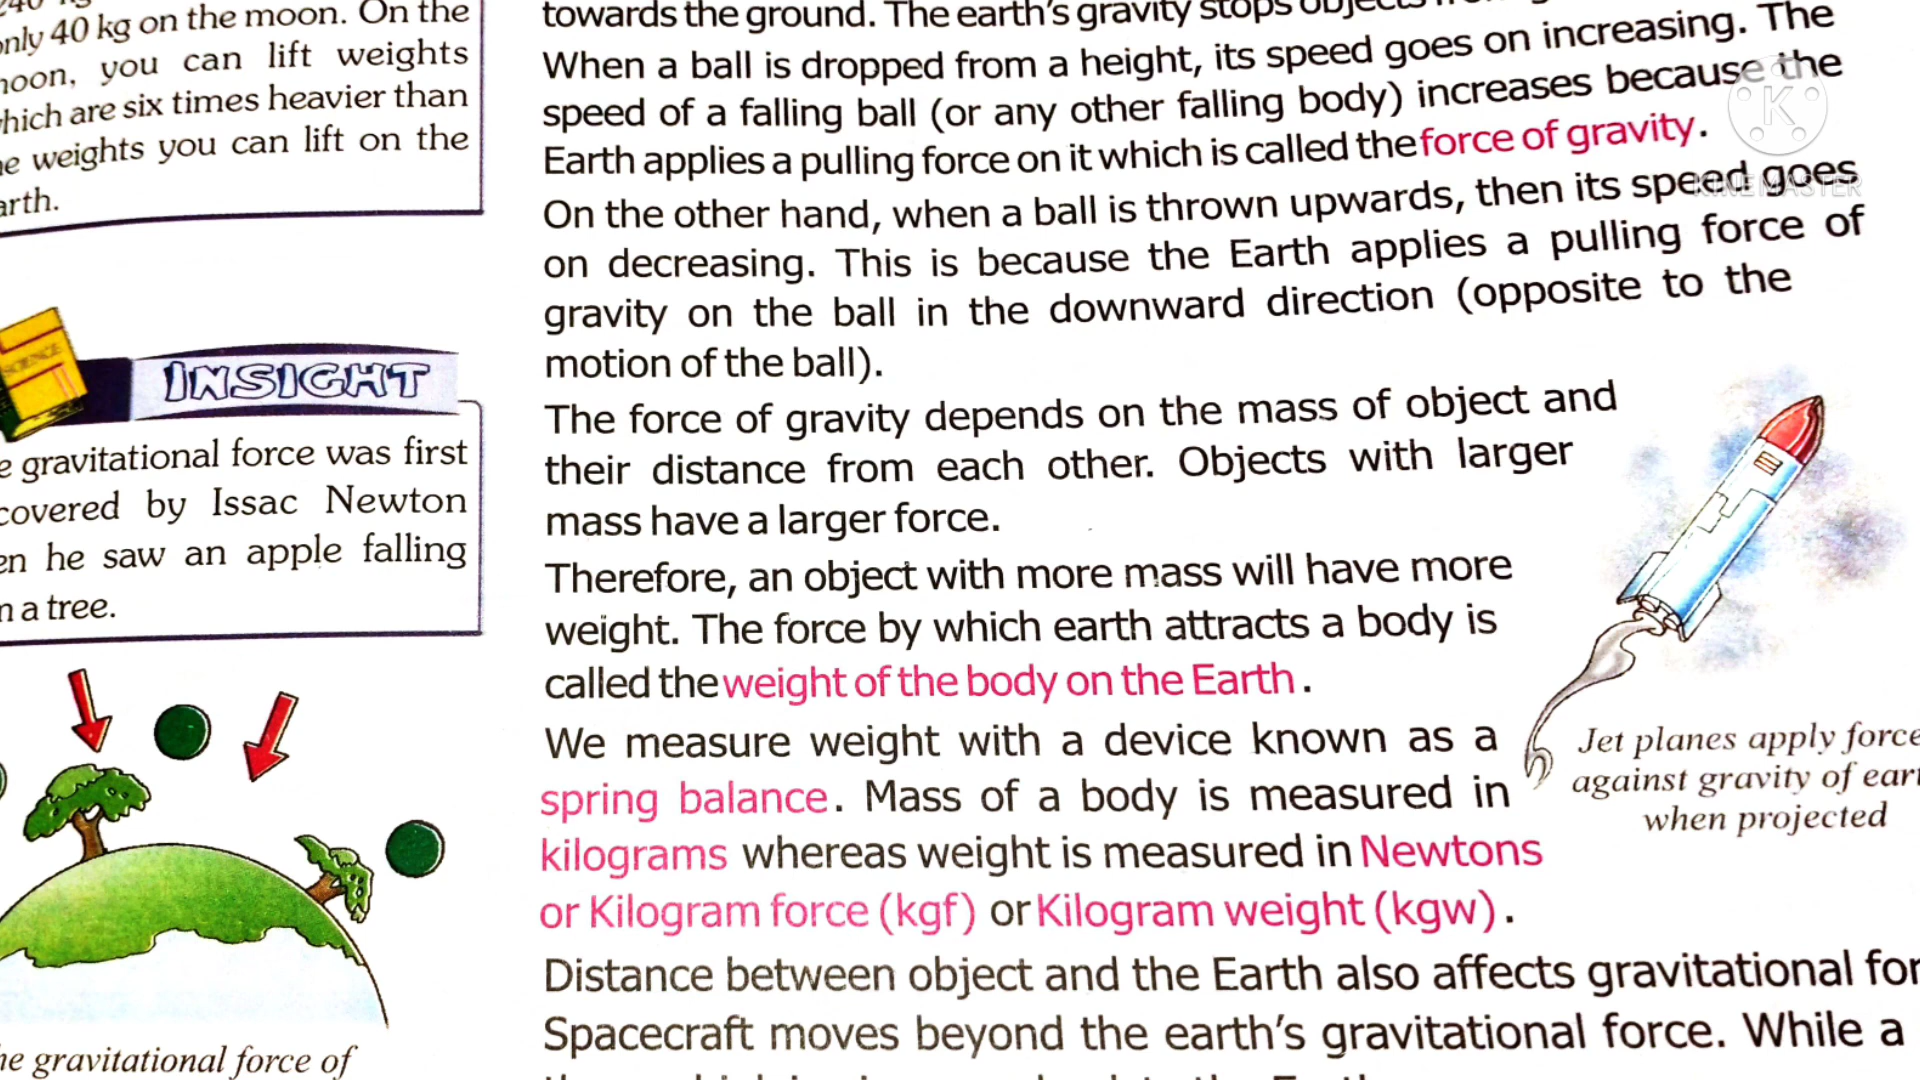 only 40 kg on the moon. On the
moon, you can lift weights
which are six times heavier than
the weights you can lift on the
earth.
SCIENCE
INSIGHT
gravitational force was first
by Issac Newton
he saw an apple falling
a tree.
he gravitational force of
towards the ground. The earth's gravity stops objects
When a ball is dropped from a height, its speed goes on increasing. The
speed of a falling ball (or any other falling body) increases because the
Earth applies a pulling force on it which is called the force of gravity.
On the other hand, when a ball is thrown upwards, then its speed goes
on decreasing. This is because the Earth applies a pulling force of
gravity on the ball in the downward direction (opposite to the
motion of the ball).
The force of gravity depends on the mass of object and
their distance from each other. Objects with larger
mass have a larger force.
Therefore, an object with more mass will have more
weight. The force by which earth attracts a body is
called the weight of the body on the Earth.
We measure weight with a device known as a
spring balance. Mass of a body is measured in
kilograms whereas weight is measured in Newtons
or Kilogram force (kgf) or Kilogram weight (kgw).
Distance between object and the Earth also affects gravitational for
Spacecraft moves beyond the earth's gravitational force. While a
Jet planes apply force
against gravity of eart
when projected
K
KINEMASTER